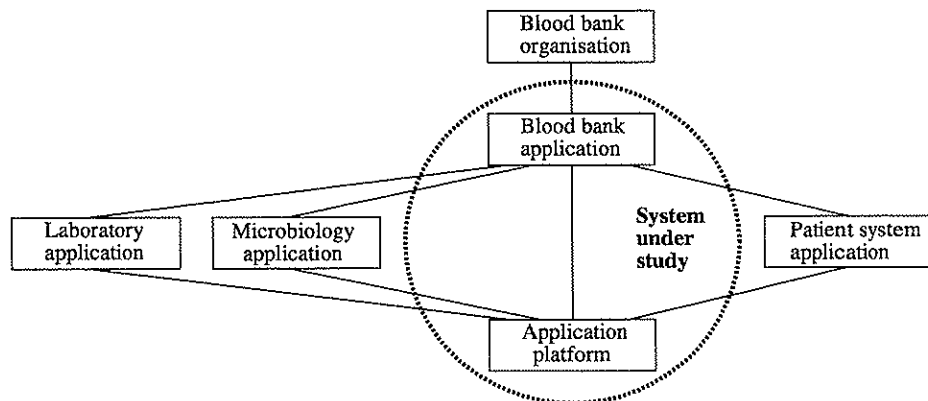 Blood bank
organisation
Blood bank
application
Laboratory
application
Microbiology
application
System
under
study
Patient system
application
Application
platform